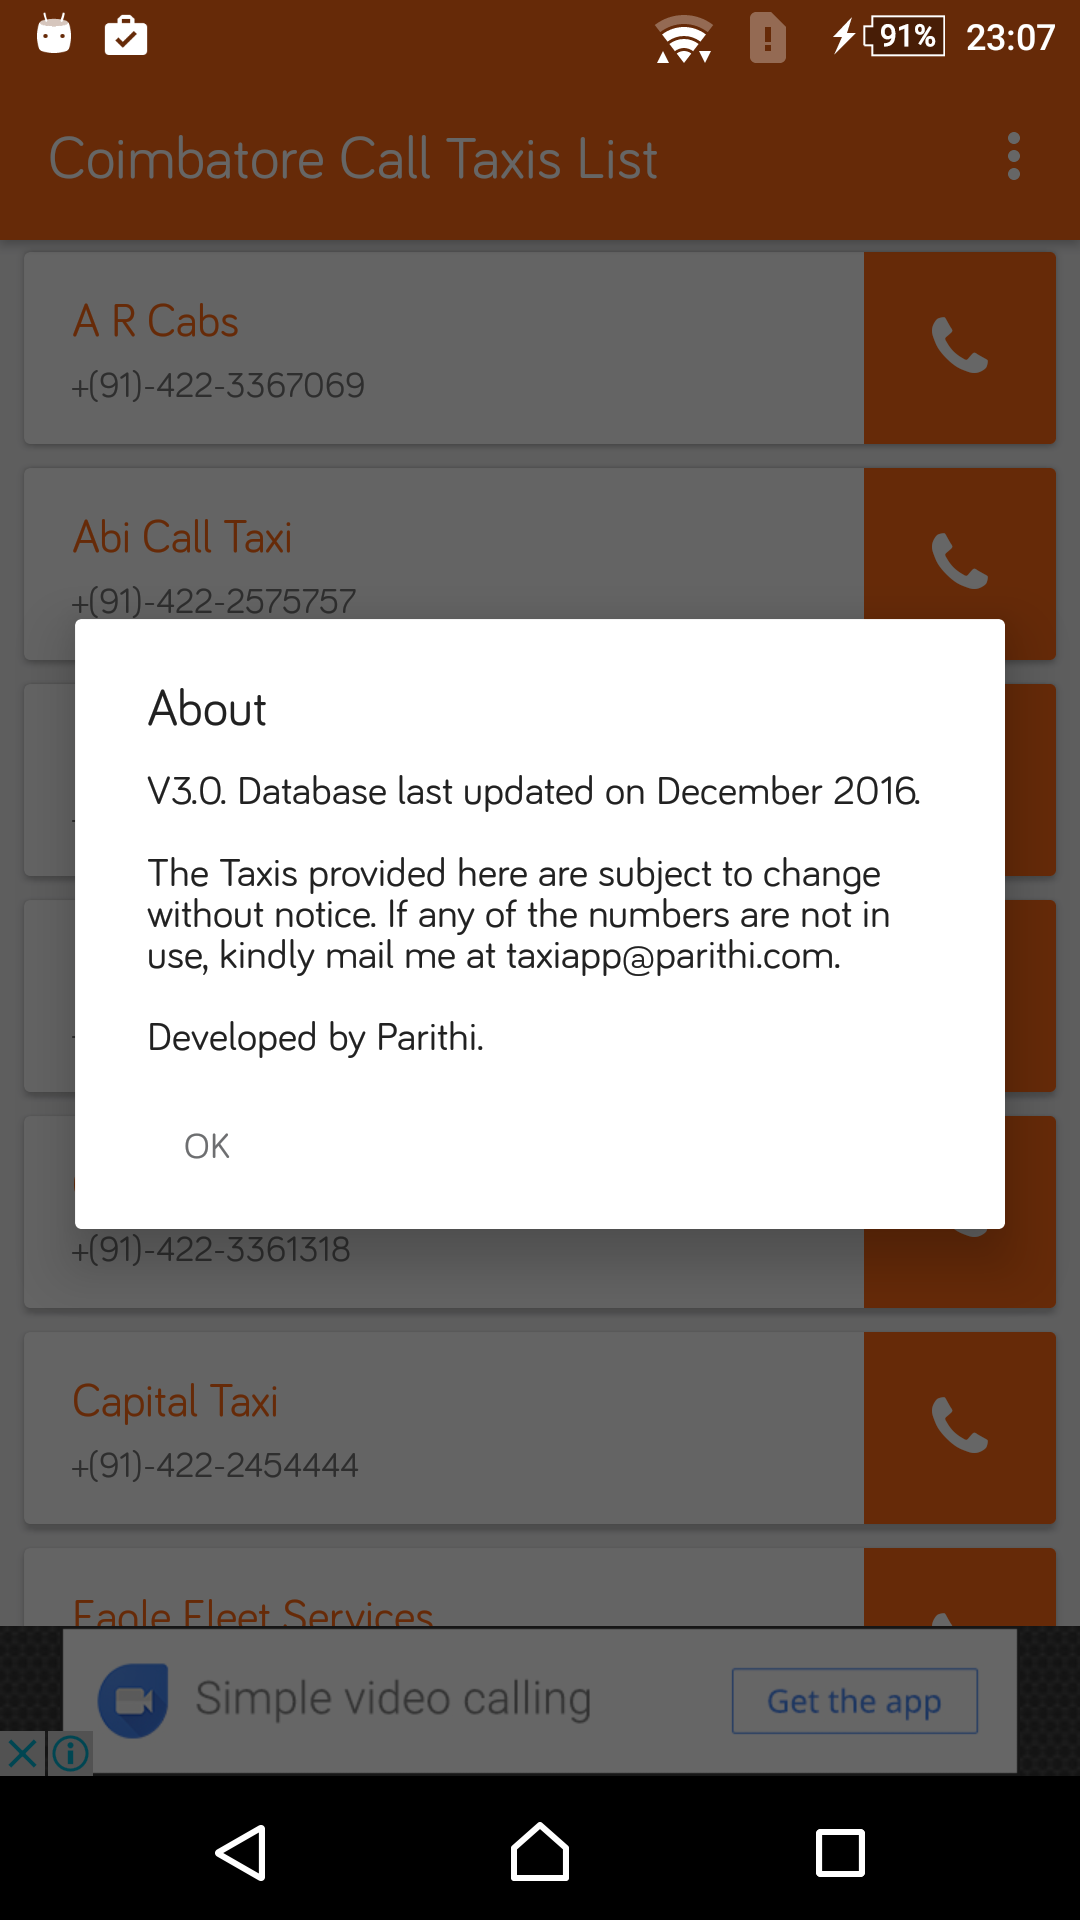 91% 23:07
Coimbatore Call Taxis List
A R Cabs
+(91)-422-3367069
Abi Call Taxi
+(91)-422-2575757
About
V3.0. Database last updated on December 2016.
The Taxis provided here are subject to change
without notice. If any of the numbers are not in
use, kindly mail me at taxiapp@parithi.com.
Developed by Parithi.
OK
+(91)-422-3361318
Capital Taxi
+(91)-422-2454444
Eagle Fleet Services
Simple video calling
Get the app